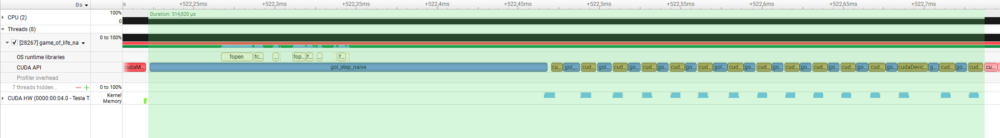 0s s +522,25ms +522,3ms +522,35ms +522,4ms +522,45ms +522,5ms +522,55ms +522,6ms +522,65ms +522,7ms
CPU (2) 100% Duration: 514,820 µs
0
Threads (8)
[28267] game_of_life_na 0 to 100%
OS runtime libraries fopen fc... ... fop... f... ... f...
CUDA API cudaM... gol_step_naive cu... gol_... cud... gol... cud... go... cud... go... cud... go... cud... gol... cud... go... cud... go... cud... go... cud... go... cud... go... cud... go... cudaDevic... g... cud... go... cud... cu...
Profiler overhead
7 threads hidden... — + 0 to 100%
CUDA HW (0000:00:04.0 - Tesla T4 Kernel
Memory